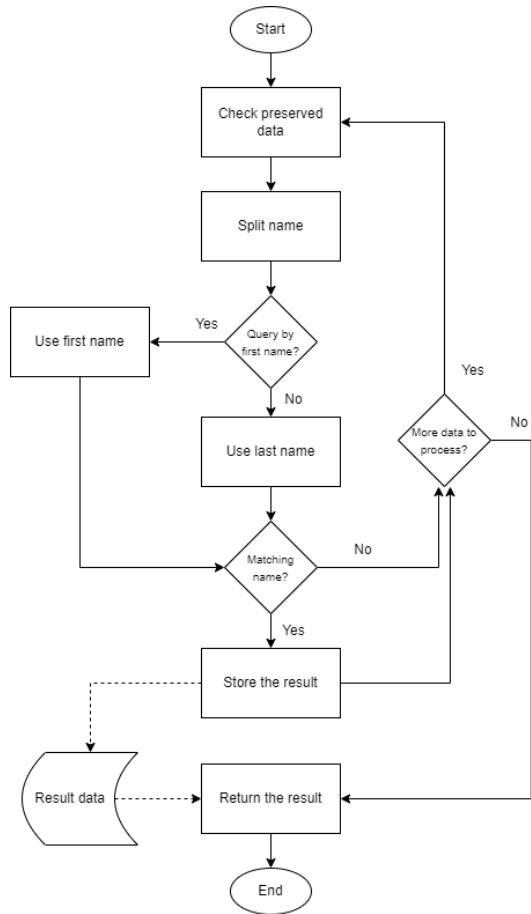 Start
Check preserved
data
Split name
Yes
Query by
first name?
Use first name
No
Use last name
Yes
More data to
process?
No
Matching
name?
No
Yes
Store the result
Result data
Return the result
End